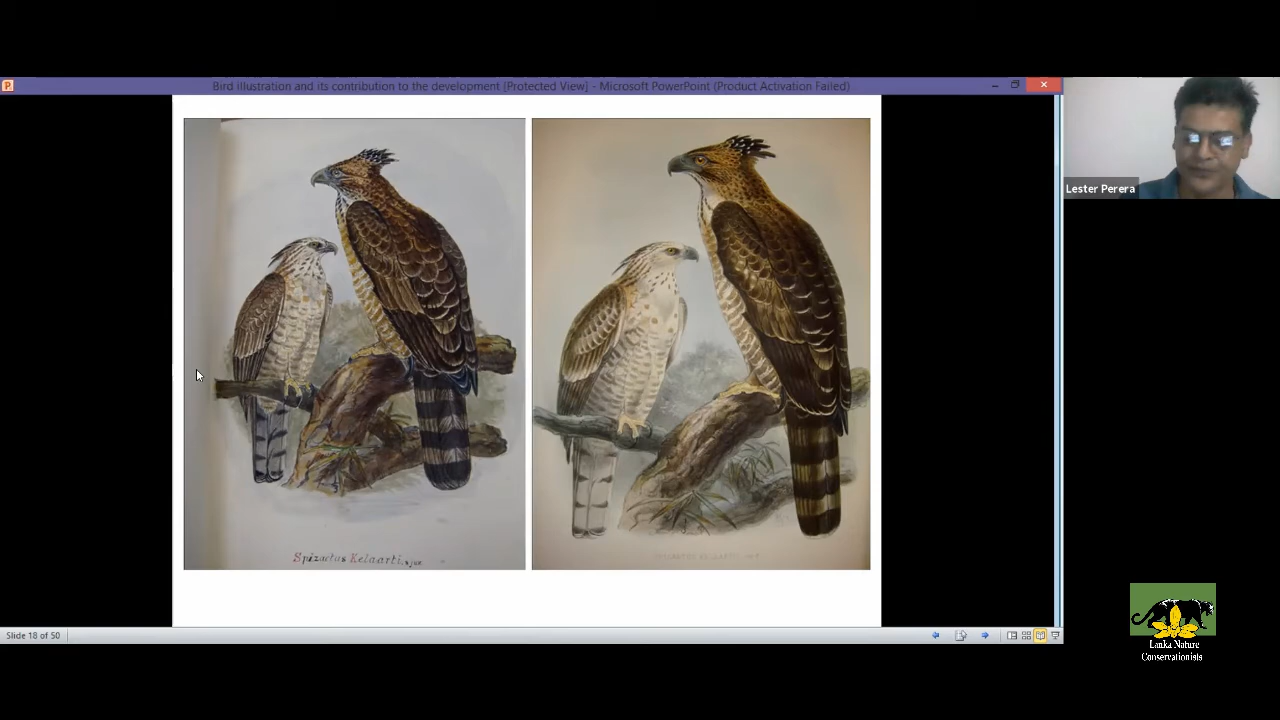 Bird illustration and its contribution to the development [Protected View] - Microsoft PowerPoint (Product Activation Failed)
Lester Perera
Spizaetus Kelaarti
Slide 18 of 50
Lanka Nature
Conservationists